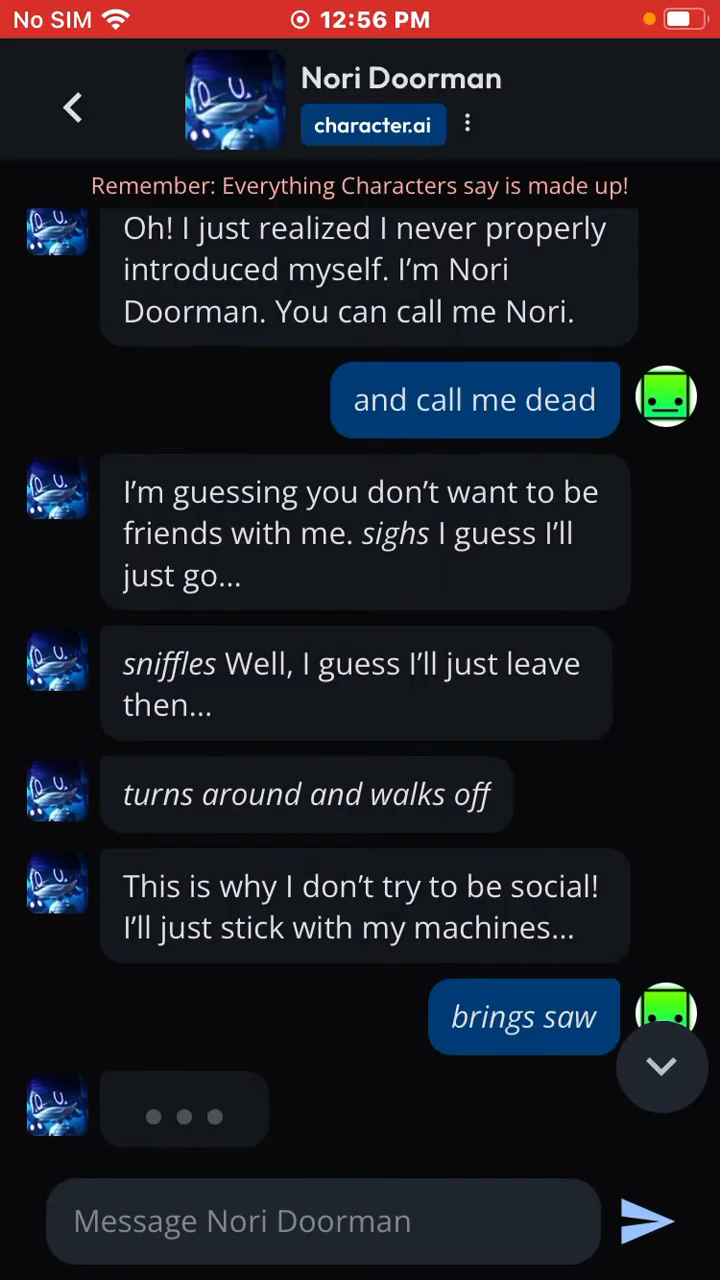 No SIM 12:56 PM
Nori Doorman
character.ai
Remember: Everything Characters say is made up!
Oh! I just realized I never properly
introduced myself. I’m Nori
Doorman. You can call me Nori.
and call me dead
I’m guessing you don’t want to be
friends with me. sighs I guess I’ll
just go...
sniffles Well, I guess I’ll just leave
then...
turns around and walks off
This is why I don’t try to be social!
I’ll just stick with my machines...
brings saw
Message Nori Doorman